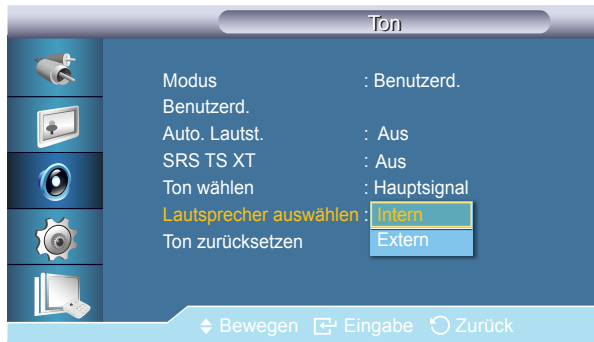 Ton
Modus : Benutzerd.
Benutzerd.
Auto. Lautst. : Aus
SRS TS XT : Aus
Ton wählen : Hauptsignal
Lautsprecher auswählen : Intern
Extern
Ton zurücksetzen
Bewegen Eingabe Zurück